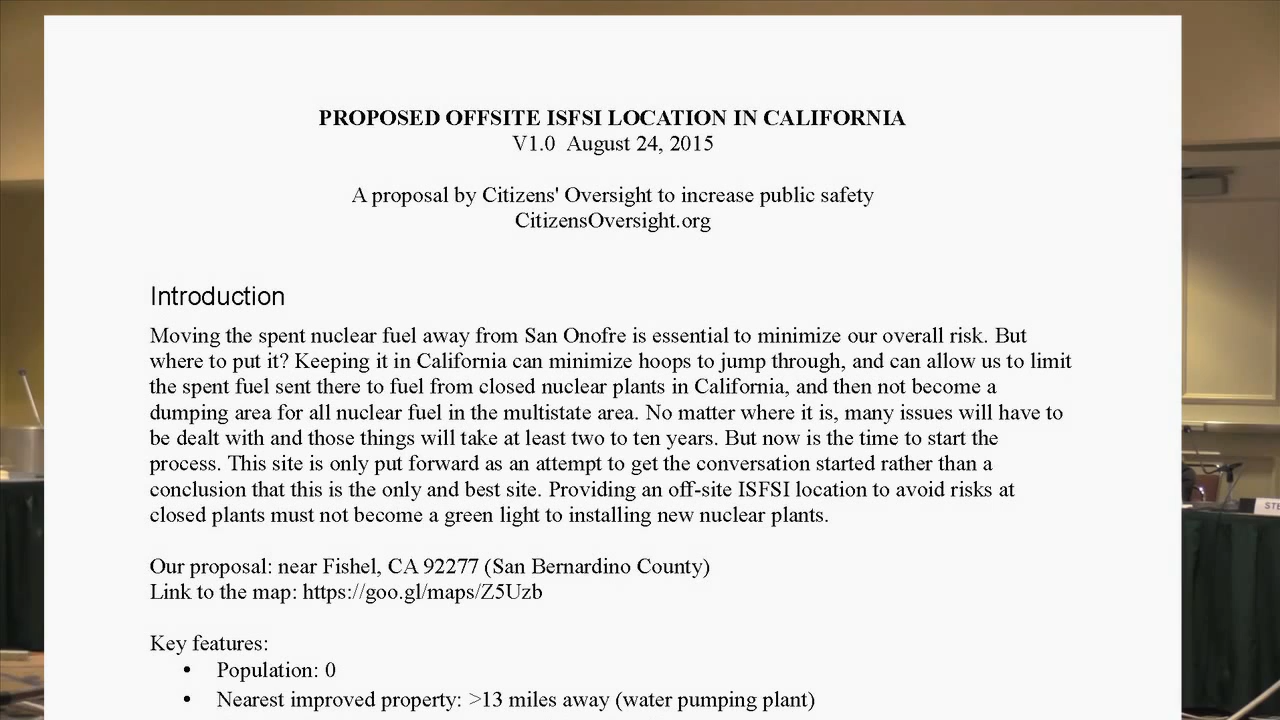 PROPOSED OFFSITE ISFSI LOCATION IN CALIFORNIA
V1.0 August 24, 2015
A proposal by Citizens' Oversight to increase public safety
CitizensOversight.org
Introduction
Moving the spent nuclear fuel away from San Onofre is essential to minimize our overall risk. But
where to put it? Keeping it in California can minimize hoops to jump through, and can allow us to limit
the spent fuel sent there to fuel from closed nuclear plants in California, and then not become a
dumping area for all nuclear fuel in the multistate area. No matter where it is, many issues will have to
be dealt with and those things will take at least two to ten years. But now is the time to start the
process. This site is only put forward as an attempt to get the conversation started rather than a
conclusion that this is the only and best site. Providing an off-site ISFSI location to avoid risks at
closed plants must not become a green light to installing new nuclear plants.
Our proposal: near Fishel, CA 92277 (San Bernardino County)
Link to the map: https://goo.gl/maps/Z5Uzb
Key features:
• Population: 0
• Nearest improved property: >13 miles away (water pumping plant)
STE